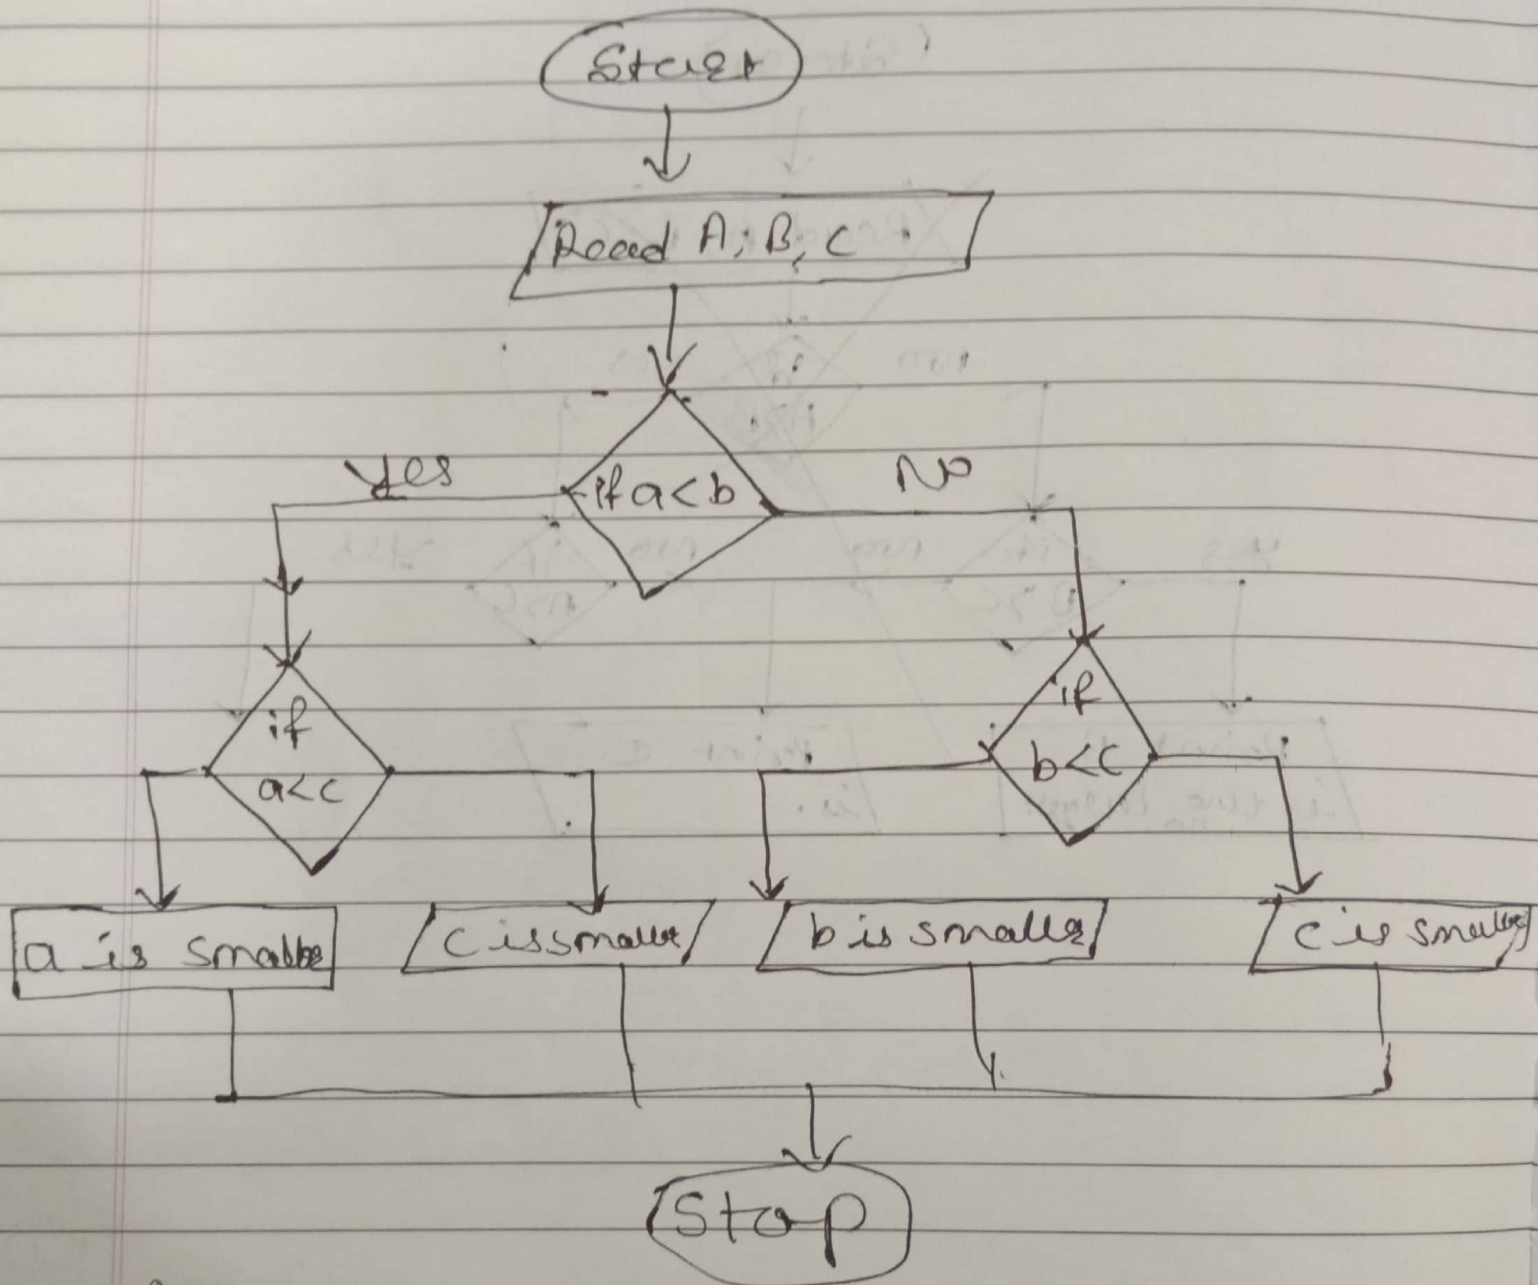 Start
Read A, B, C
Yes
if a<b
No
if
a<c
if
b<c
a is smaller
c is smaller
b is smaller
c is smaller
Stop